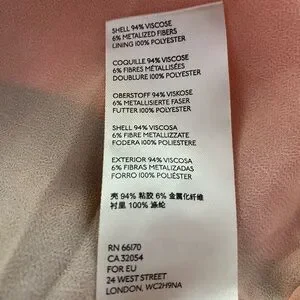 SHELL 94% VISCOSE
6% METALIZED FIBERS
LINING 100% POLYESTER
COQUILLE 94% VISCOSE
6% FIBRES MÉTALLISÉES
DOUBLURE 100% POLYESTER
OBERSTOFF 94% VISKOSE
6% METALLISIERTE FASER
FUTTER 100% POLYESTER
SHELL 94% VISCOSA
6% FIBRE METALLIZZATE
FODERA 100% POLIESTERE
EXTERIOR 94% VISCOSA
6% FIBRAS METALIZADAS
FORRO 100% POLIÉSTER
壳 94% 粘胶 6% 金属化纤维
衬里 100% 涤纶
RN 66170
CA 32054
FOR EU
24 WEST STREET
LONDON, WC2H9NA